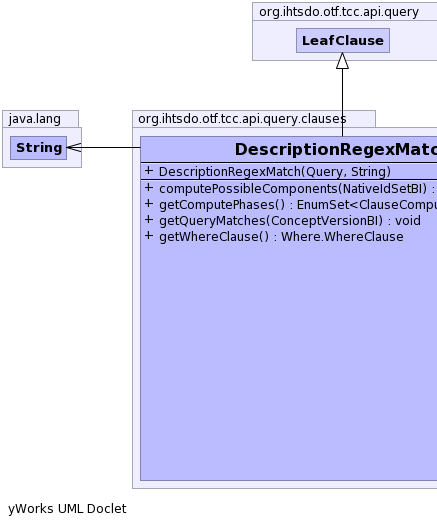 org.ihtsdo.otf.tcc.api.query
LeafClause
java.lang
String
org.ihtsdo.otf.tcc.api.query.clauses
DescriptionRegexMatc
+ DescriptionRegexMatch(Query, String)
+ computePossibleComponents(NativeIdSetBI) :
+ getComputePhases() : EnumSet<ClauseCompu
+ getQueryMatches(ConceptVersionBI) : void
+ getWhereClause() : Where.WhereClause
yWorks UML Doclet